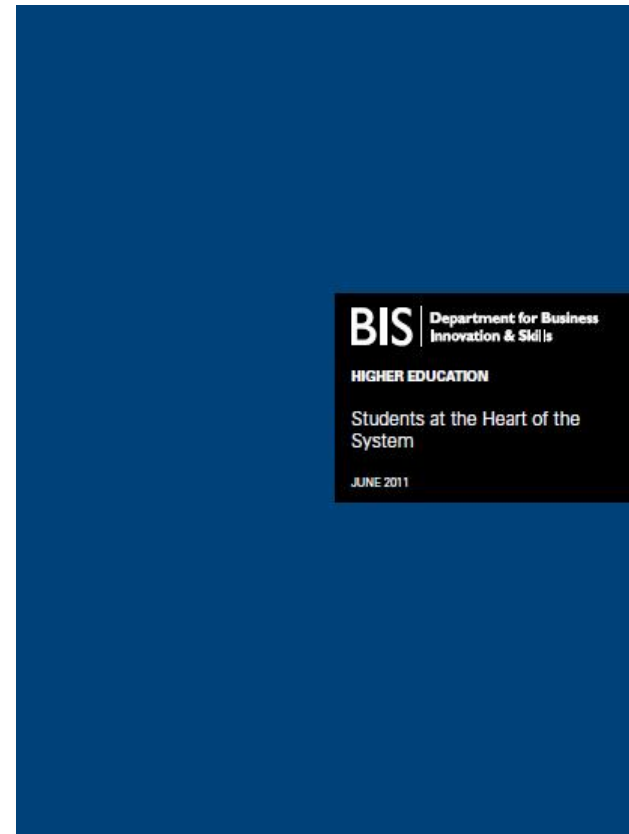 BIS
Department for Business
Innovation & Skills
HIGHER EDUCATION
Students at the Heart of the
System
JUNE 2011